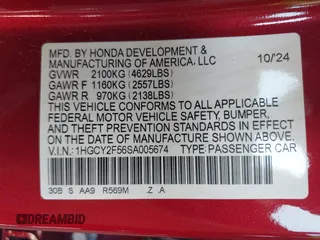 MFD. BY HONDA DEVELOPMENT &
MANUFACTURING OF AMERICA, LLC 10/24
GVWR 2100KG (4629LBS)
GAWR F 1160KG (2557LBS)
GAWR R 970KG (2138LBS)
THIS VEHICLE CONFORMS TO ALL APPLICABLE
FEDERAL MOTOR VEHICLE SAFETY, BUMPER,
AND THEFT PREVENTION STANDARDS IN EFFECT
ON THE DATE OF MANUFACTURE SHOWN ABOVE.
V.I.N.: 1HGCY2F56SA005674 TYPE: PASSENGER CAR
30B S AA9 R569M .Z .A
DREAMBID